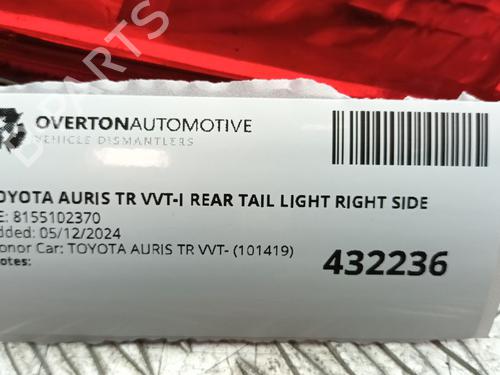 OVERTONAUTOMOTIVE
VEHICLE DISMANTLERS
OYOTA AURIS TR VVT-I REAR TAIL LIGHT RIGHT SIDE
E: 8155102370
dded: 05/12/2024
onor Car: TOYOTA AURIS TR VVT- (101419)
otes:
432236